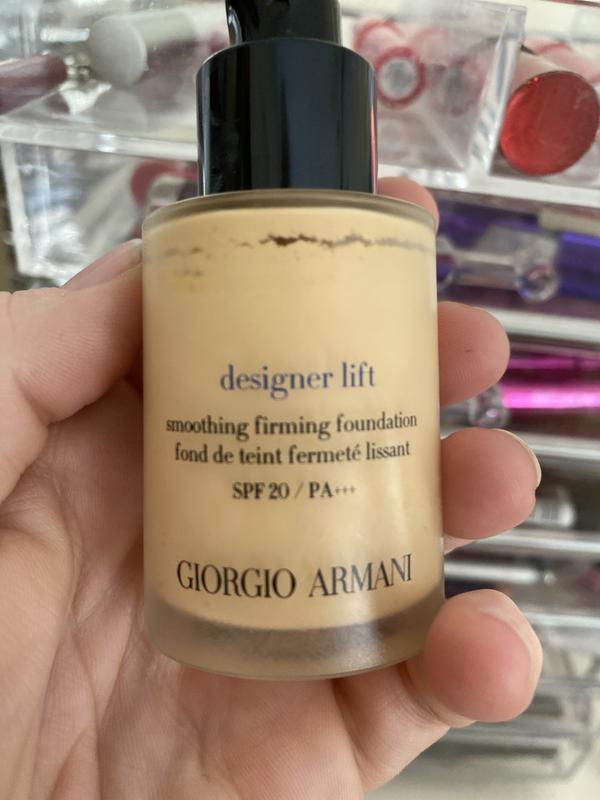 designer lift
smoothing firming foundation
fond de teint fermeté lissant
SPF 20 / PA+++
GIORGIO ARMANI